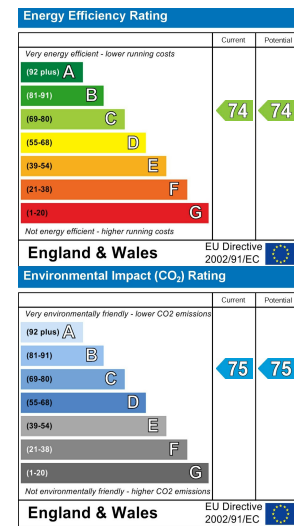 Energy Efficiency Rating
Current Potential
Very energy efficient - lower running costs
(92 plus) A
(81-91) B
(69-80) C
74 74
(55-68) D
(39-54) E
(21-38) F
(1-20) G
Not energy efficient - higher running costs
England & Wales
EU Directive
2002/91/EC
Environmental Impact (CO₂) Rating
Current Potential
Very environmentally friendly - lower CO2 emissions
(92 plus) A
(81-91) B
(69-80) C
75 75
(55-68) D
(39-54) E
(21-38) F
(1-20) G
Not environmentally friendly - higher CO2 emissions
England & Wales
EU Directive
2002/91/EC